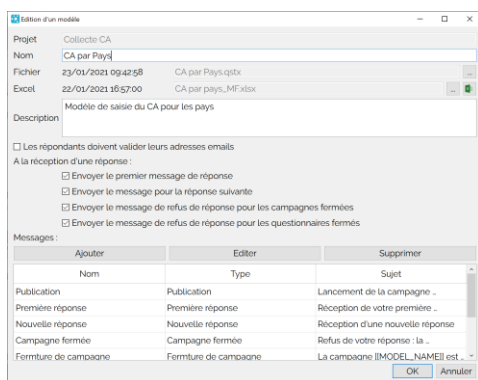 Edition d'un modèle
Projet Collecte CA
Nom CA par Pays
Fichier 23/01/2021 09:42:58 CA par Pays.qstx ...
Excel 22/01/2021 16:57:00 CA par pays_MF.xlsx ...
Modèle de saisie du CA pour les pays
Description
Les répondants doivent valider leurs adresses emails
A la réception d'une réponse :
Envoyer le premier message de réponse
Envoyer le message pour la réponse suivante
Envoyer le message de refus de réponse pour les campagnes fermées
Envoyer le message de refus de réponse pour les questionnaires fermés
Messages :
Ajouter Editer Supprimer
Nom Type Sujet
Publication Publication Lancement de la campagne ...
Première réponse Première réponse Réception de votre première ...
Nouvelle réponse Nouvelle réponse Réception d'une nouvelle réponse
Campagne fermée Campagne fermée Refus de votre réponse : la ...
Fermture de campagne Fermture de campagne La campagne [[MODEL_NAME]] est ...
OK Annuler